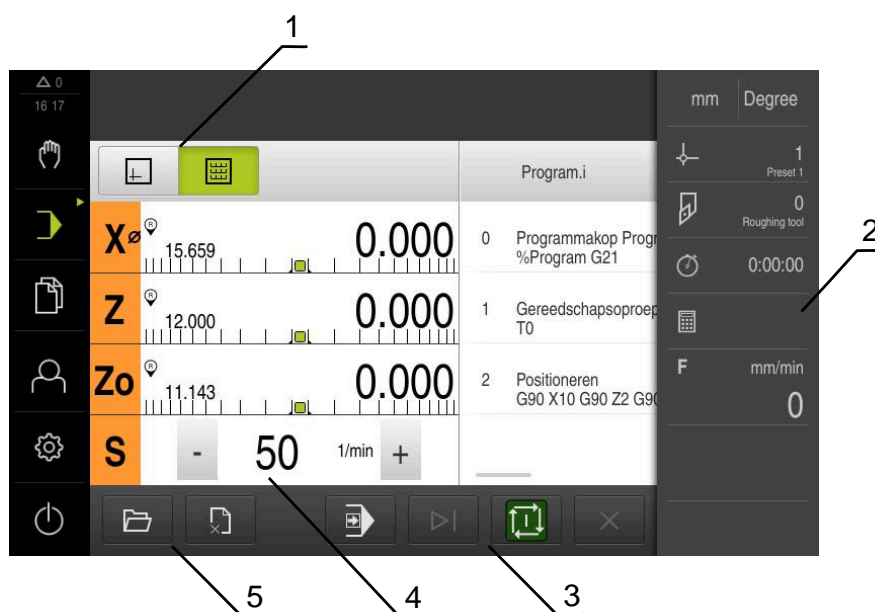 1
0
16 17
mm Degree
1
Preset 1
0
Roughing tool
2
0:00:00
F mm/min
0
Program.i
X⌀ R 15.659 0.000
Z R 12.000 0.000
Zo R 11.143 0.000
S - 50 1/min +
0 Programmakop Progr
%Program G21
1 Gereedschapsoproep
T0
2 Positioneren
G90 X10 G90 Z2 G90
I
5 4 3